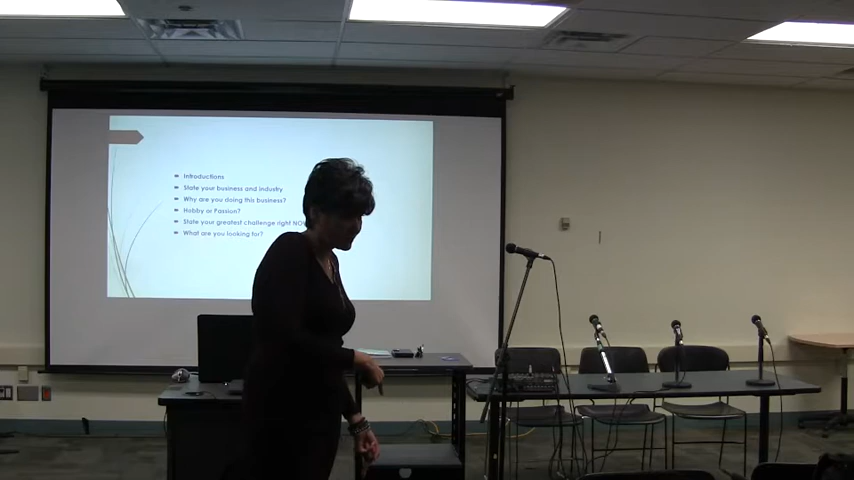 Introductions
State your business and industry
Why are you doing this business?
Hobby or Passion?
State your greatest challenge right NOW
What are you looking for?